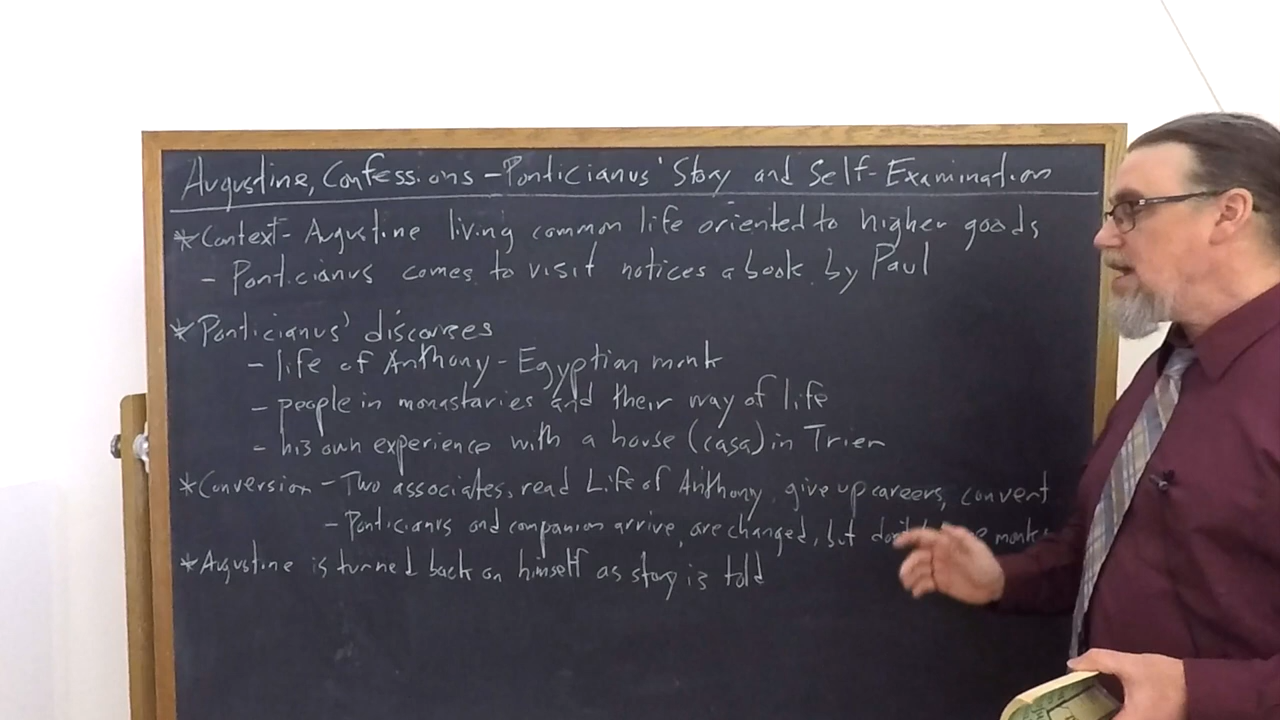 Augustine, Confessions - Ponticianus' Story and Self-Examination
*Context - Augustine living common life oriented to higher goods
- Ponticianus comes to visit notices a book by Paul
*Ponticianus' discourses
- life of Anthony - Egyptian monk
- people in monastaries and their way of life
- his own experience with a house (casa) in Trier
*Conversion - Two associates, read Life of Anthony, give up careers, convert
- Ponticianus and companion arrive, are changed, but monks
*Augustine is turned back on himself as story is told